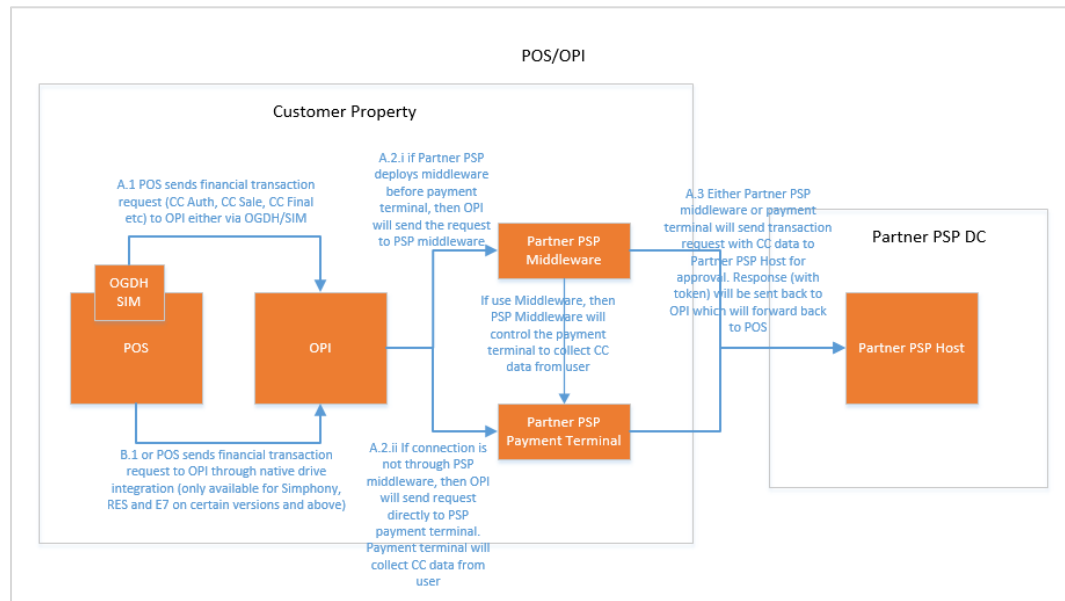 POS/OPI
Customer Property
A.1 POS sends financial transaction
request (CC Auth, CC Sale, CC Final
etc) to OPI either via OGDH/SIM
A.2.i if Partner PSP
deploys middleware
before payment
terminal, then OPI
will send the request
to PSP middleware
A.3 Either Partner PSP
middleware or payment
terminal will send transaction
request with CC data to
Partner PSP Host for
approval. Response (with
token) will be sent back to
OPI which will forward back
to POS
Partner PSP DC
OGDH
SIM
POS
OPI
Partner PSP
Middleware
If use Middleware, then
PSP Middleware will
control the payment
terminal to collect CC
data from user
Partner PSP Host
Partner PSP
Payment Terminal
B.1 or POS sends financial transaction
request to OPI through native drive
integration (only available for Simphony,
RES and E7 on certain versions and above)
A.2.ii If connection is
not through PSP
middleware, then OPI
will send request
directly to PSP
payment terminal.
Payment terminal will
collect CC data from
user